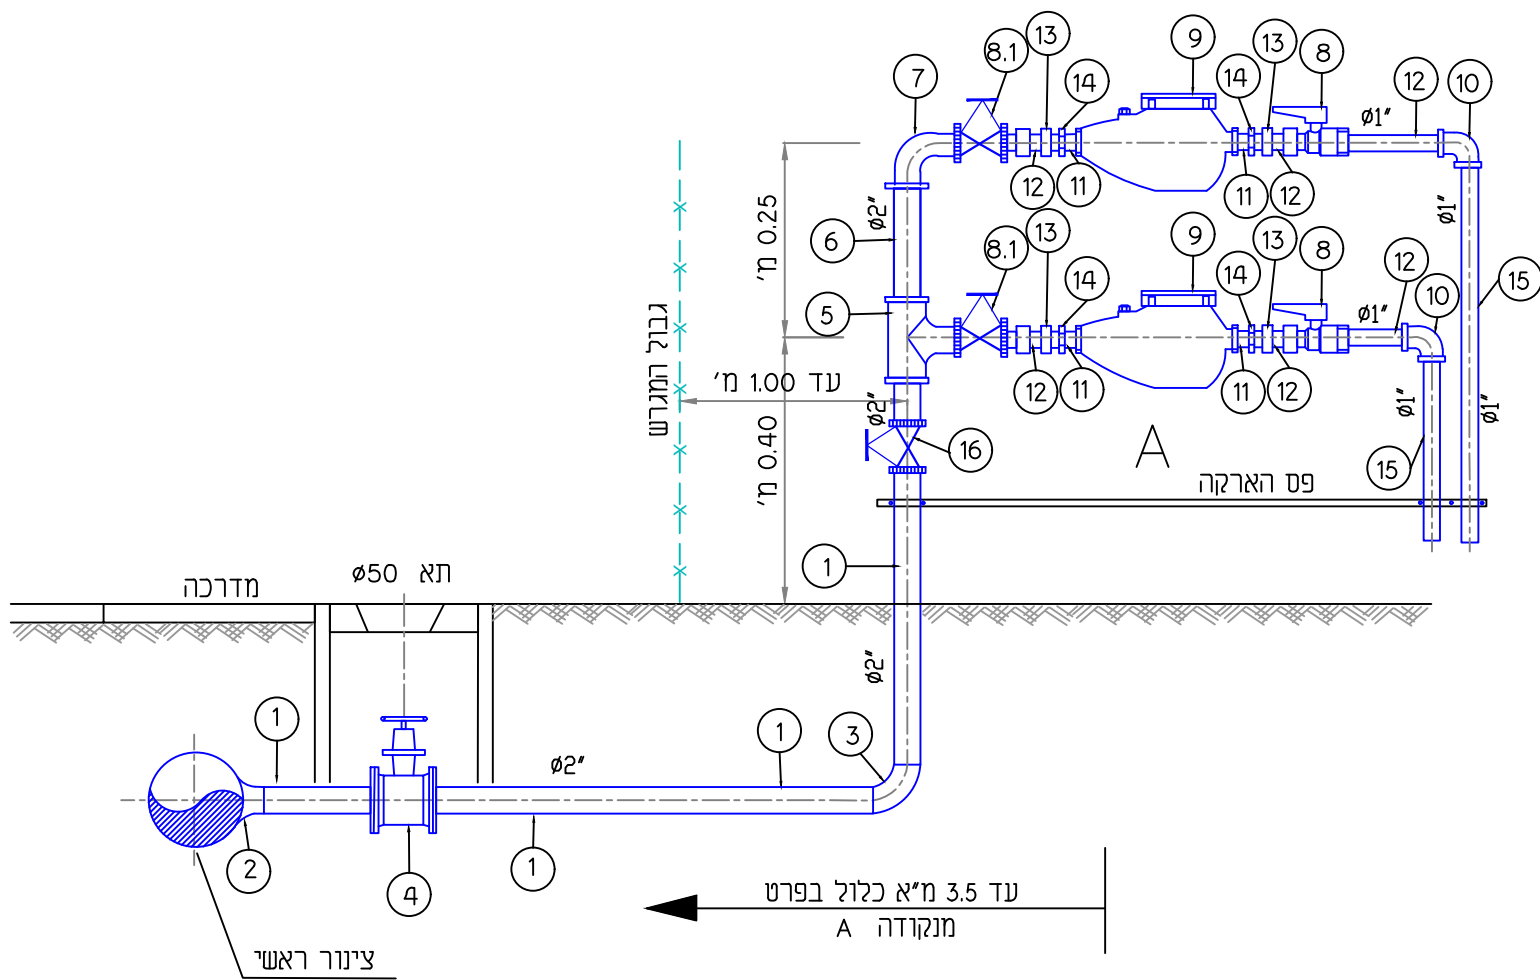 13
9
13
8
8.1
7
14
14
12
10
ø1"
12
11
11
12
ø2"
ø1"
6
13
9
13
8
8.1
14
14
12
10
15
5
ø1"
12
11
11
12
ø2"
ø1"
ø1"
16
15
0.25 מ'
0.40 מ'
עד 1.00 מ'
גבול המגרש
A
פס הארקה
1
תא ø50
מדרכה
ø2"
1
1
3
ø2"
2
4
1
עד 3.5 מ"א כלול בפרט
מנקודה A
צינור ראשי